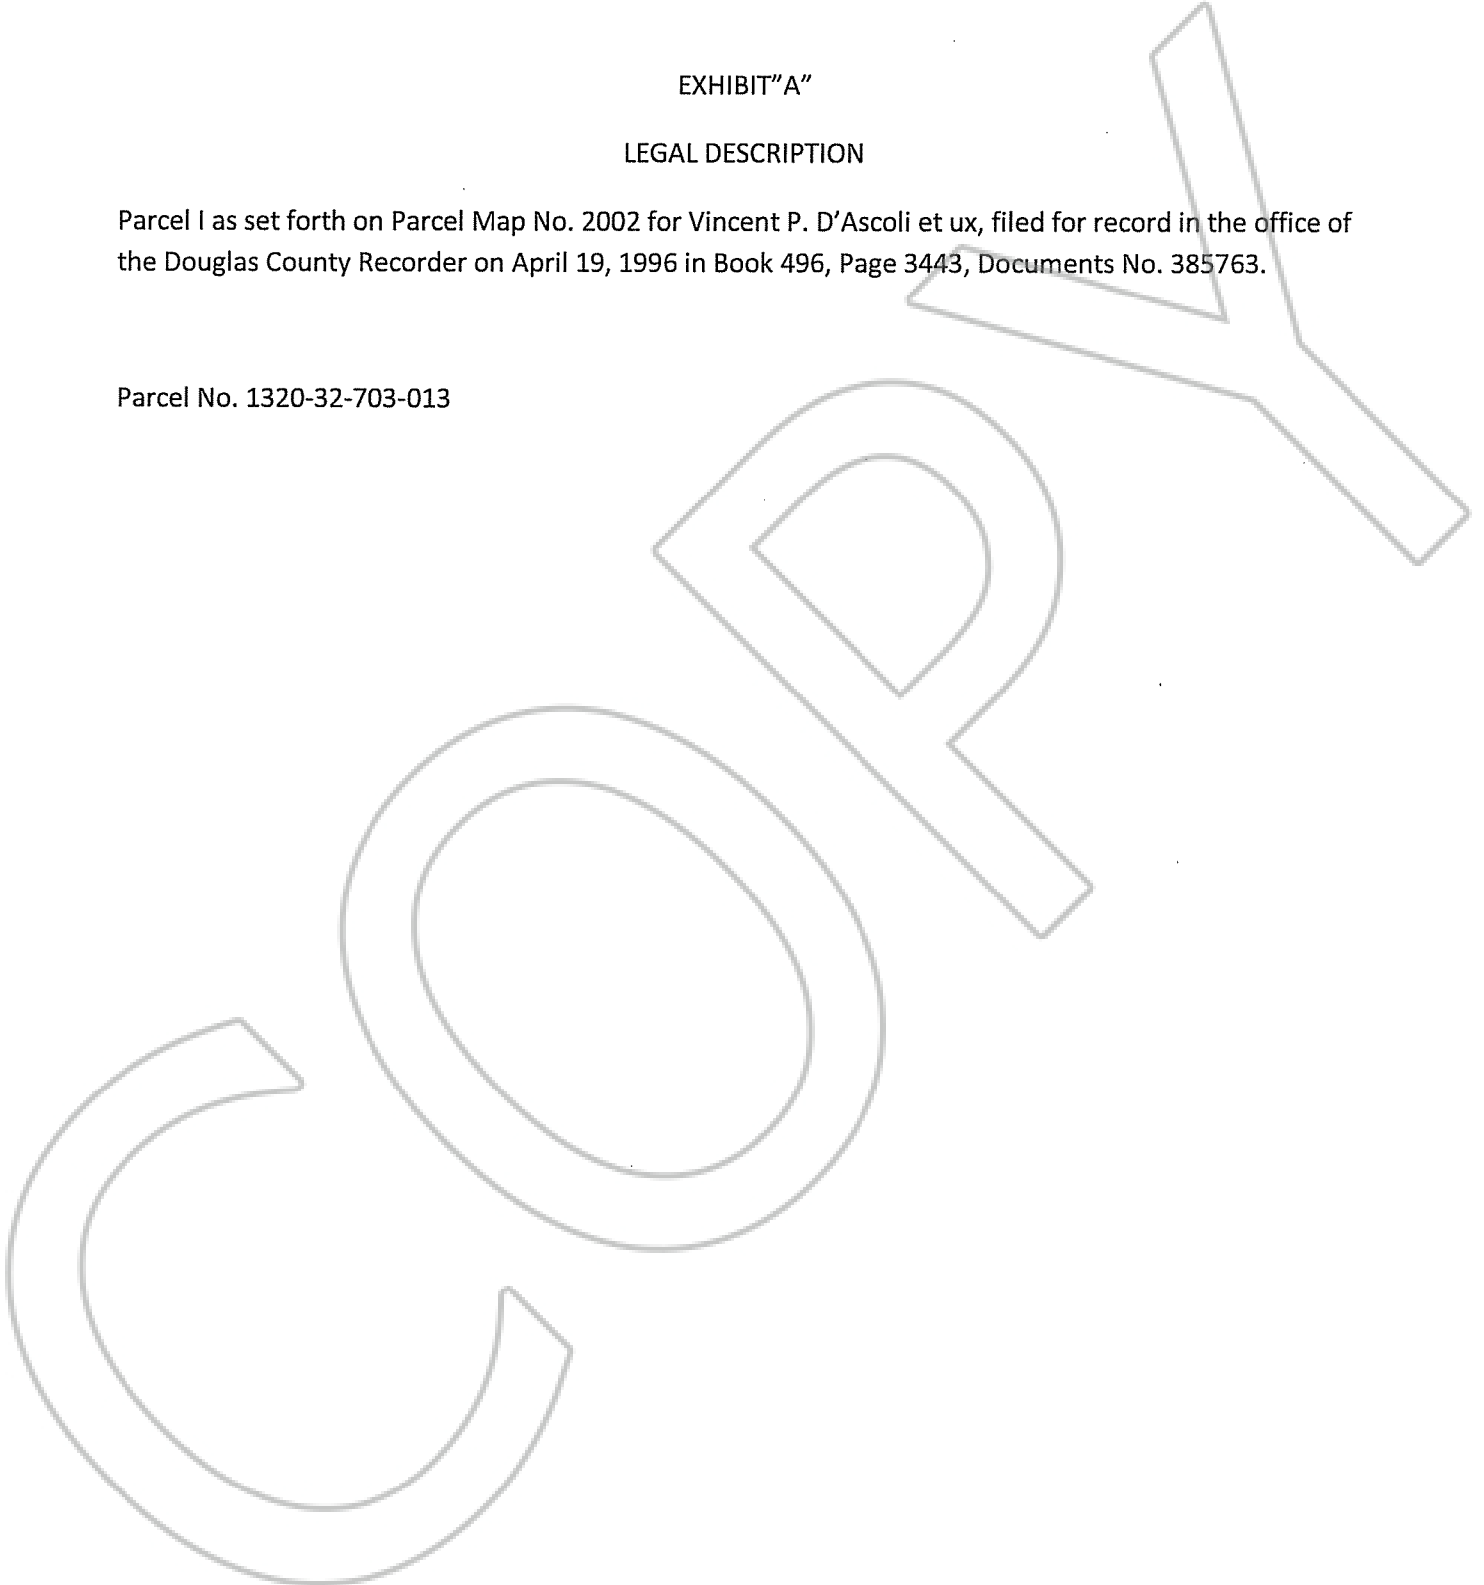 EXHIBIT”A”
LEGAL DESCRIPTION
Parcel I as set forth on Parcel Map No. 2002 for Vincent P. D’Ascoli et ux, filed for record in the office of
the Douglas County Recorder on April 19, 1996 in Book 496, Page 3443, Documents No. 385763.
Parcel No. 1320-32-703-013
COPY